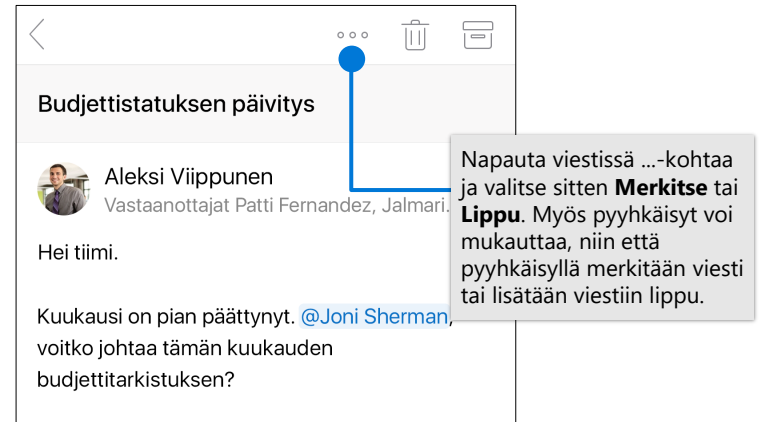 Budjettistatuksen päivitys
Aleksi Viippunen
Vastaanottajat Patti Fernandez, Jalmari.
Hei tiimi.
Kuukausi on pian päättynyt. @Joni Sherman,
voitko johtaa tämän kuukauden
budjettitarkistuksen?
Napauta viestissä ...-kohtaa
ja valitse sitten Merkitse tai
Lippu. Myös pyyhkäisyt voi
mukauttaa, niin että
pyyhkäisyllä merkitään viesti
tai lisätään viestiin lippu.